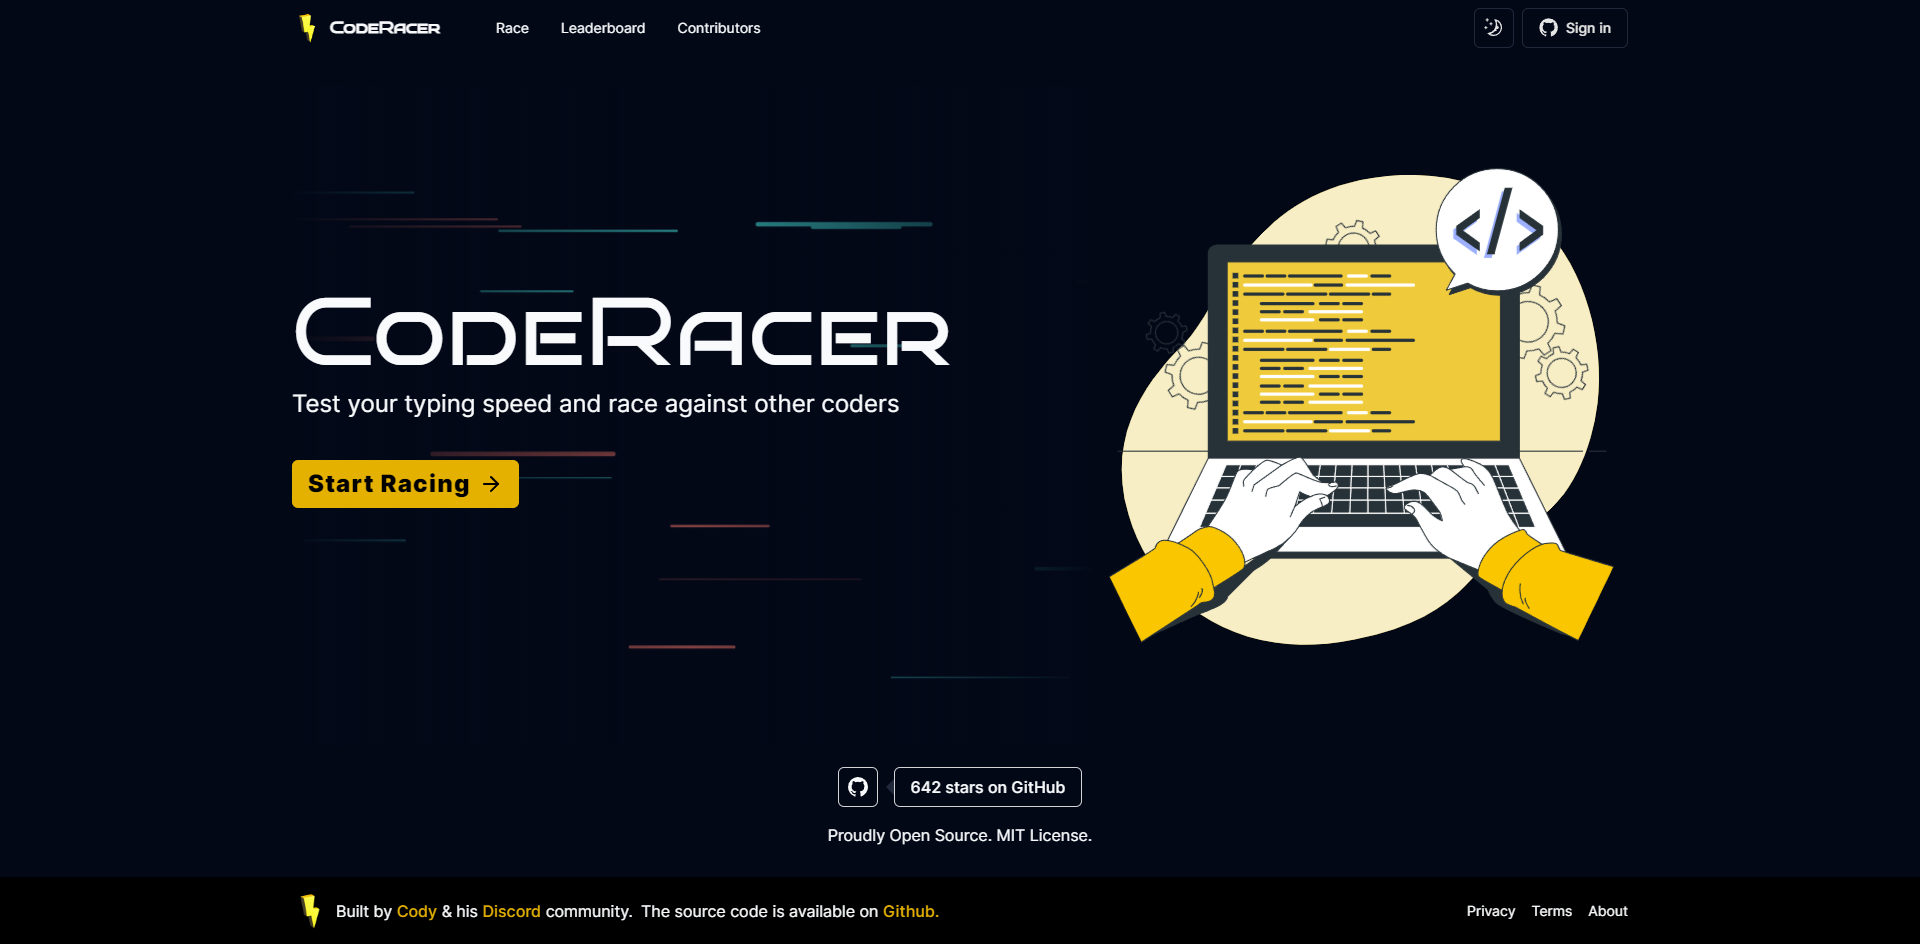 CodeRacer
Race
Leaderboard
Contributors
Sign in
</>
CodeRacer
Test your typing speed and race against other coders
Start Racing →
642 stars on GitHub
Proudly Open Source. MIT License.
Built by Cody & his Discord community. The source code is available on Github.
Privacy
Terms
About